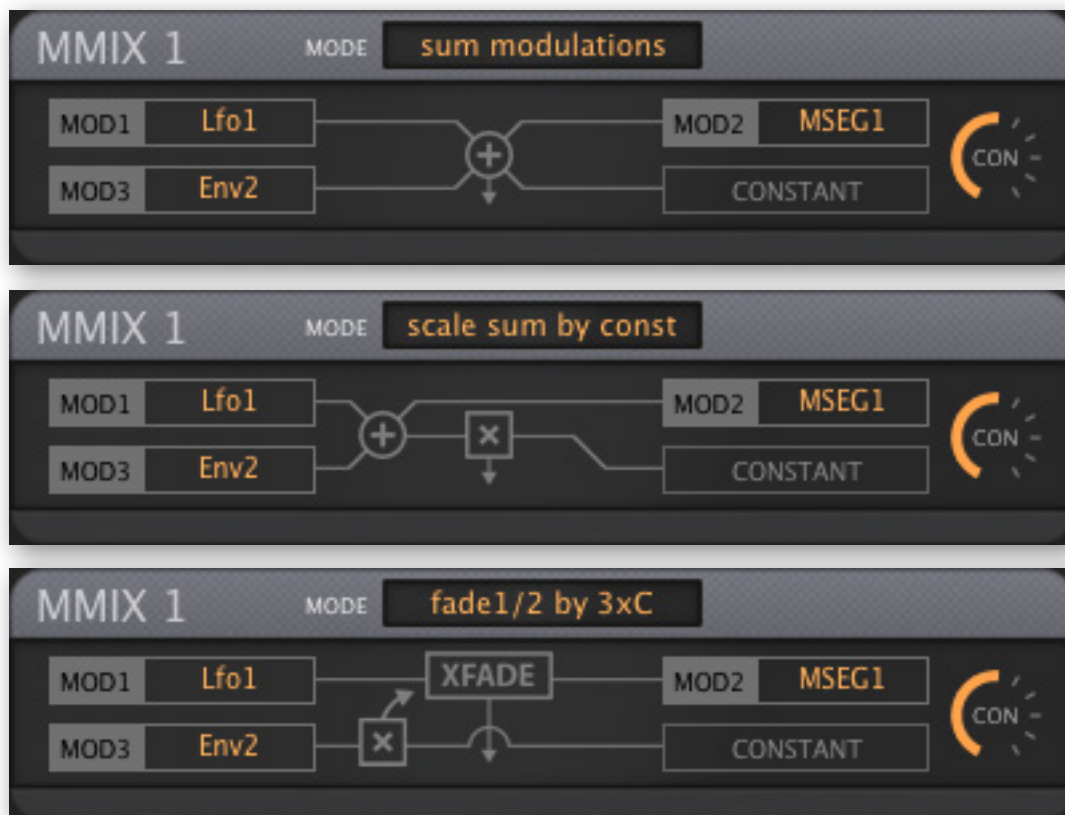 MMIX 1 MODE sum modulations
MOD1 Lfo1 MOD2 MSEG1
CON
MOD3 Env2 CONSTANT
MMIX 1 MODE scale sum by const
MOD1 Lfo1 MOD2 MSEG1
CON
MOD3 Env2 CONSTANT
MMIX 1 MODE fade1/2 by 3xC
MOD1 Lfo1 XFADE MOD2 MSEG1
CON
MOD3 Env2 CONSTANT